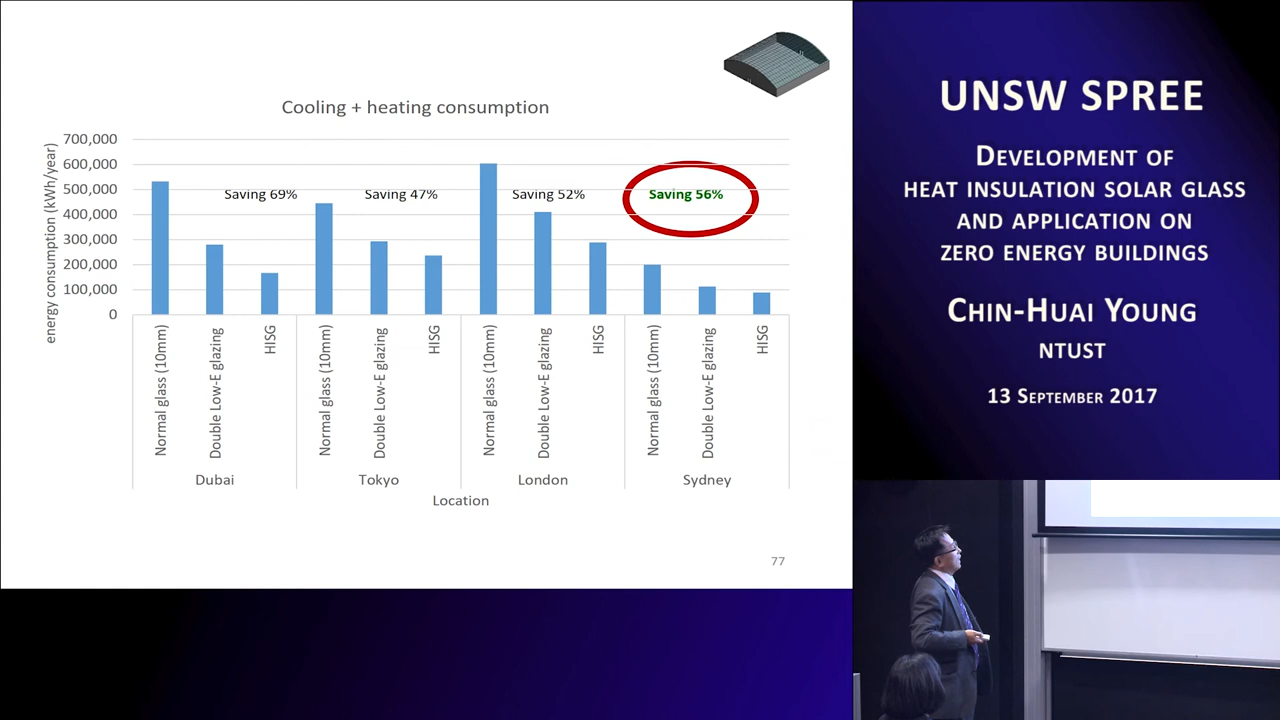 Cooling + heating consumption
energy consumption (kWh/year)
700,000
600,000
500,000
400,000
300,000
200,000
100,000
0
Saving 69%
Saving 47%
Saving 52%
Saving 56%
Normal glass (10mm)
Double Low-E glazing
HISG
Normal glass (10mm)
Double Low-E glazing
HISG
Normal glass (10mm)
Double Low-E glazing
HISG
Normal glass (10mm)
Double Low-E glazing
HISG
Dubai
Tokyo
London
Sydney
Location
77
UNSW SPREE
DEVELOPMENT OF
HEAT INSULATION SOLAR GLASS
AND APPLICATION ON
ZERO ENERGY BUILDINGS
CHIN-HUAI YOUNG
NTUST
13 SEPTEMBER 2017